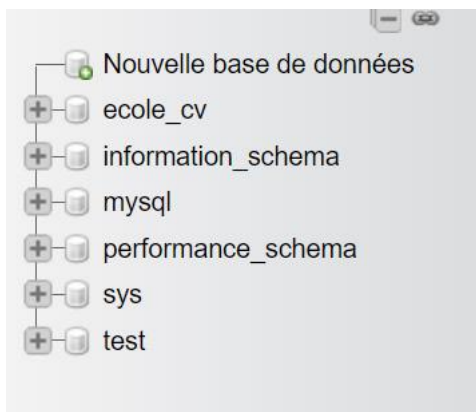 Nouvelle base de données
ecole_cv
information_schema
mysql
performance_schema
sys
test